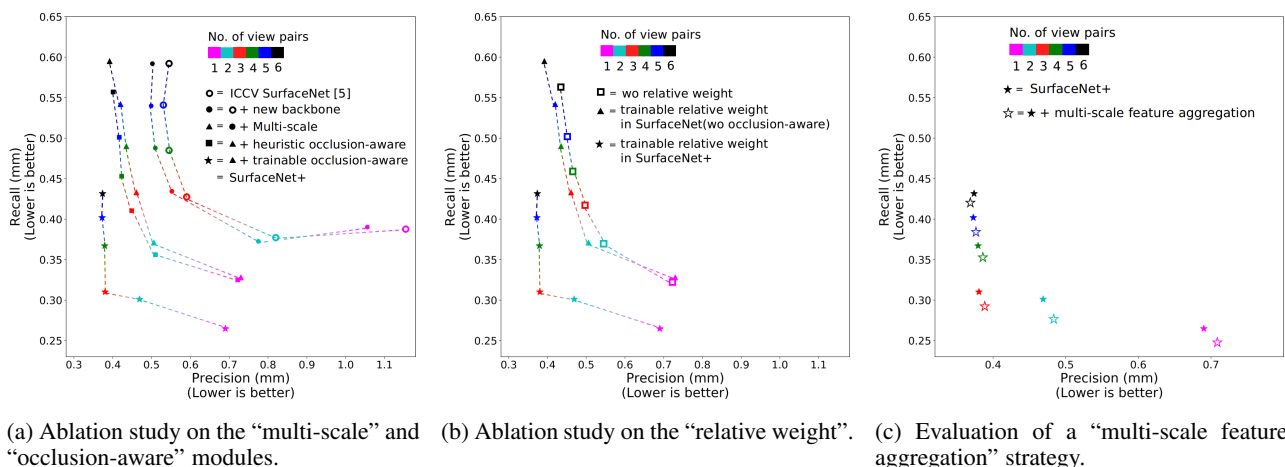 No. of view pairs
1 2 3 4 5 6
= ICCV SurfaceNet [5]
= + new backbone
= + Multi-scale
= + heuristic occlusion-aware
= + trainable occlusion-aware
= SurfaceNet+
Recall (mm)
(Lower is better)
0.60
0.55
0.50
0.45
0.40
0.35
0.30
0.25
0.3 0.4 0.5 0.6 0.7 0.8 0.9 1.0 1.1
Precision (mm)
(Lower is better)
(a) Ablation study on the “multi-scale” and
“occlusion-aware” modules.
No. of view pairs
1 2 3 4 5 6
= wo relative weight
= trainable relative weight
in SurfaceNet(wo occlusion-aware)
= trainable relative weight
in SurfaceNet+
Recall (mm)
(Lower is better)
0.60
0.55
0.50
0.45
0.40
0.35
0.30
0.25
0.3 0.4 0.5 0.6 0.7 0.8 0.9 1.0 1.1
Precision (mm)
(Lower is better)
(b) Ablation study on the “relative weight”.
No. of view pairs
1 2 3 4 5 6
= SurfaceNet+
= + multi-scale feature aggregation
Recall (mm)
(Lower is better)
0.60
0.55
0.50
0.45
0.40
0.35
0.30
0.25
0.4 0.5 0.6 0.7
Precision (mm)
(Lower is better)
(c) Evaluation of a “multi-scale feature
aggregation” strategy.